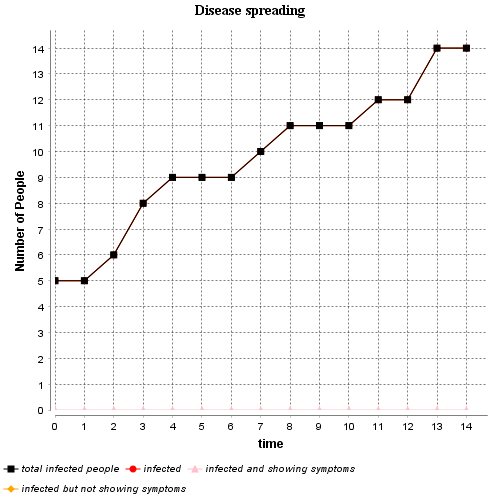 Disease spreading
14
13
12
11
10
9
8
7
6
5
4
3
2
1
0
Number of People
0 1 2 3 4 5 6 7 8 9 10 11 12 13 14
time
total infected people infected infected and showing symptoms
infected but not showing symptoms